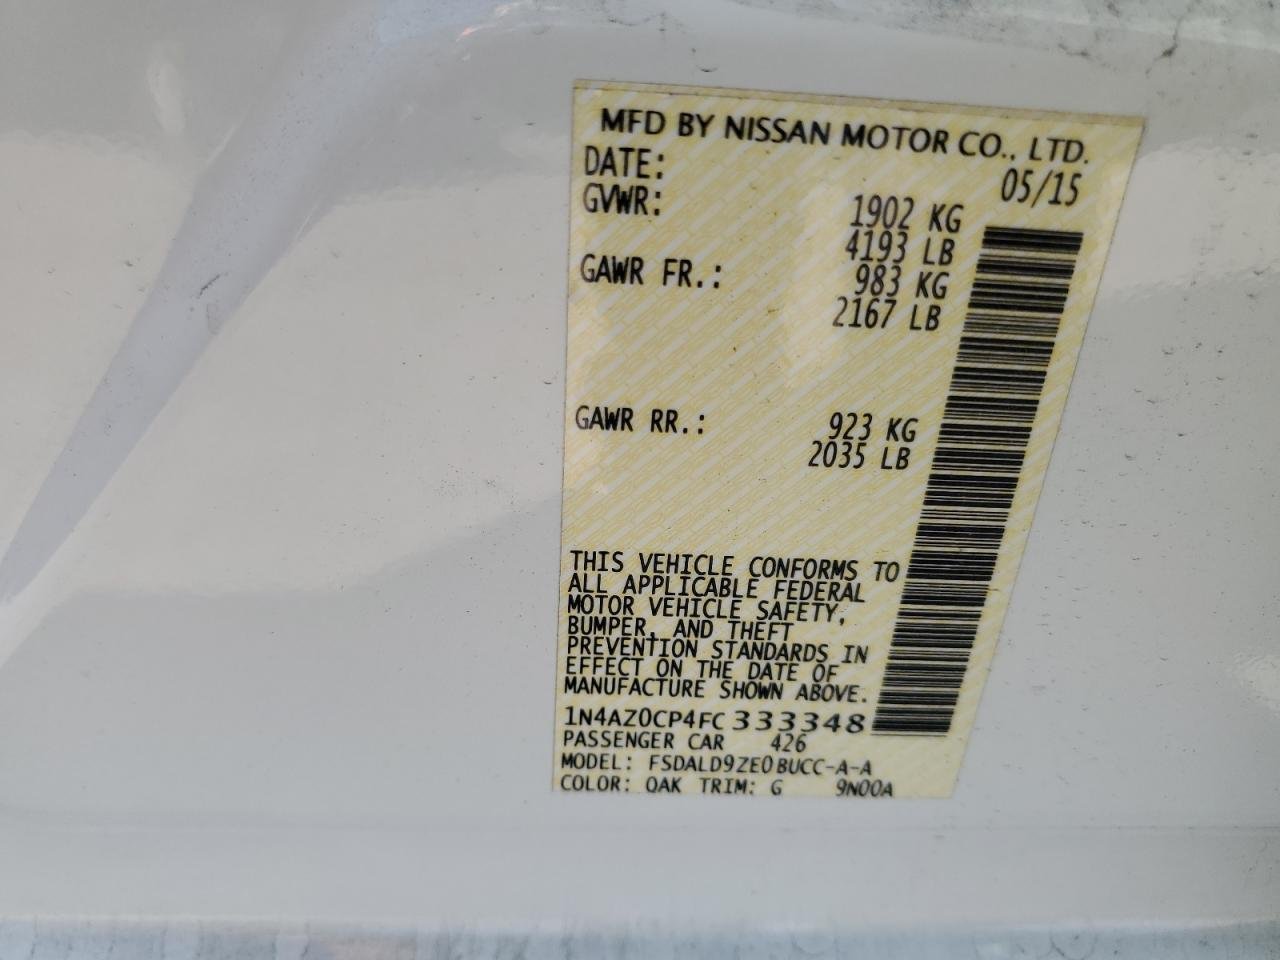 MFD BY NISSAN MOTOR CO., LTD.
DATE: 05/15
GVWR: 1902 KG
4193 LB
GAWR FR.: 983 KG
2167 LB
GAWR RR.: 923 KG
2035 LB
THIS VEHICLE CONFORMS TO
ALL APPLICABLE FEDERAL
MOTOR VEHICLE SAFETY,
BUMPER, AND THEFT
PREVENTION STANDARDS IN
EFFECT ON THE DATE OF
MANUFACTURE SHOWN ABOVE.
1N4AZ0CP4FC333348
PASSENGER CAR 426
MODEL: FSDALD9ZE0BUCC-A-A
COLOR: QAK TRIM: G 9N00A